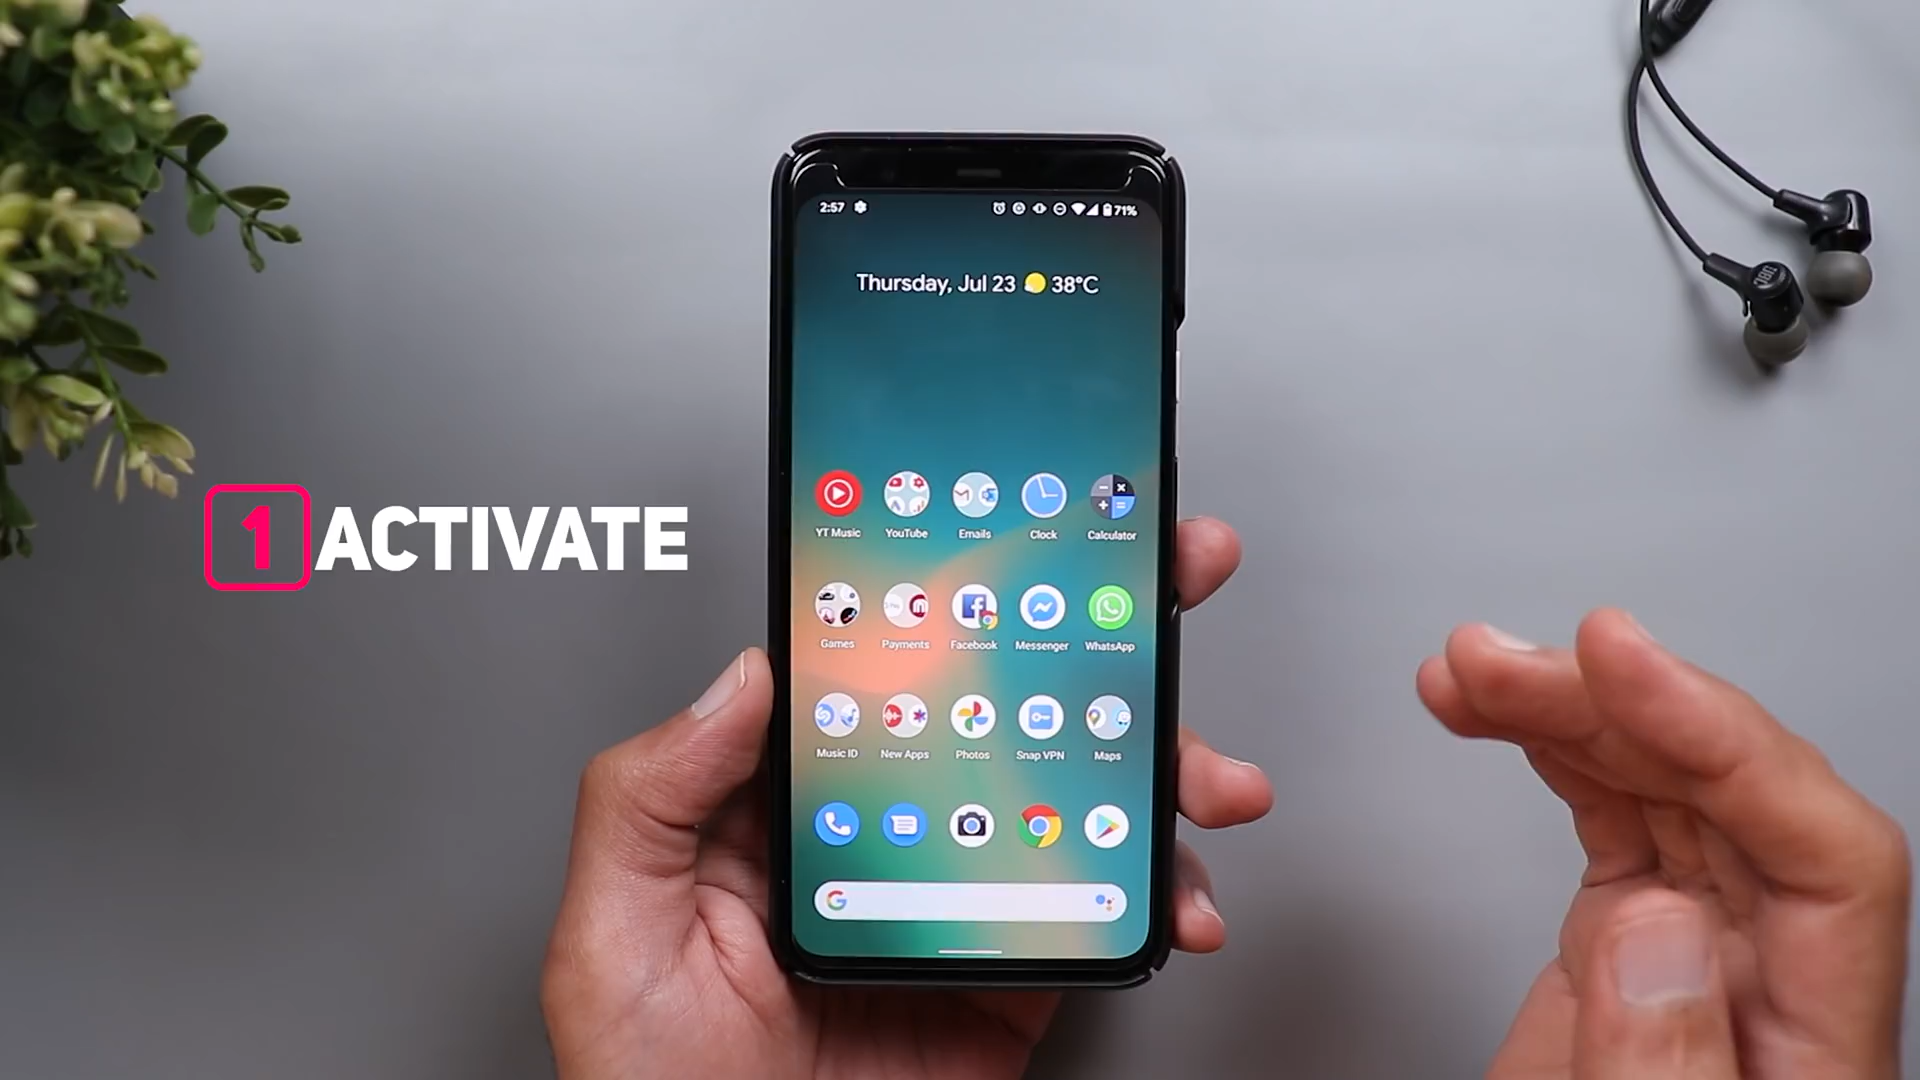 2:57 71%
Thursday, Jul 23 38°C
YT Music YouTube Emails Clock Calculator
1 ACTIVATE
Games Payments Facebook Messenger WhatsApp
Music ID New Apps Photos Snap VPN Maps
G
JBL